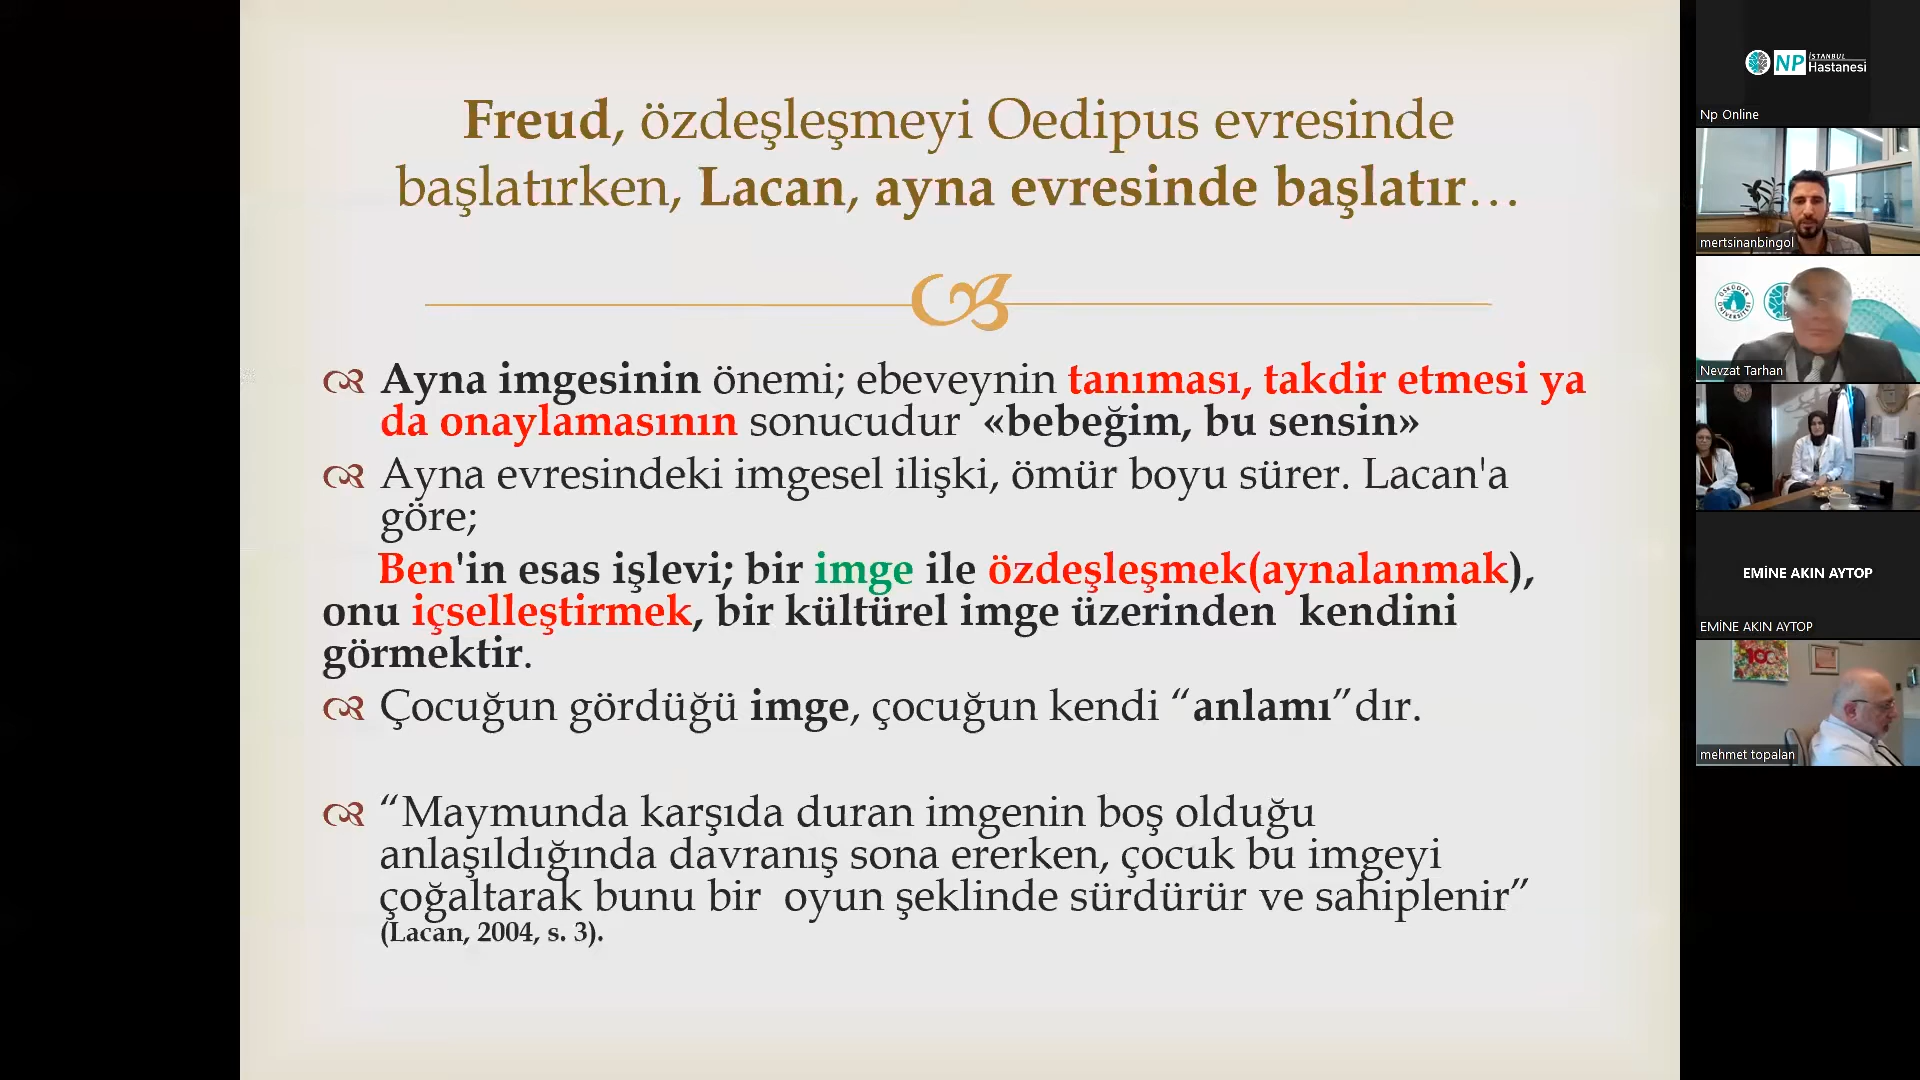 Freud, özdeşleşmeyi Oedipus evresinde
başlatırken, Lacan, ayna evresinde başlatır…
Ayna imgesinin önemi; ebeveynin tanıması, takdir etmesi ya
da onaylamasının sonucudur «bebeğim, bu sensin»
Ayna evresindeki imgesel ilişki, ömür boyu sürer. Lacan'a
göre;
Ben'in esas işlevi; bir imge ile özdeşleşmek(aynalanmak),
onu içselleştirmek, bir kültürel imge üzerinden kendini
görmektir.
Çocuğun gördüğü imge, çocuğun kendi “anlamı”dır.
“Maymunda karşıda duran imgenin boş olduğu
anlaşıldığında davranış sona ererken, çocuk bu imgeyi
çoğaltarak bunu bir oyun şeklinde sürdürür ve sahiplenir”
(Lacan, 2004, s. 3).
NP İSTANBUL Hastanesi
Np Online
mertsinanbingol
ÜSKÜDAR ÜNİVERSİTESİ
Nevzat Tarhan
EMİNE AKIN AYTOP
EMİNE AKIN AYTOP
100
mehmet topalan